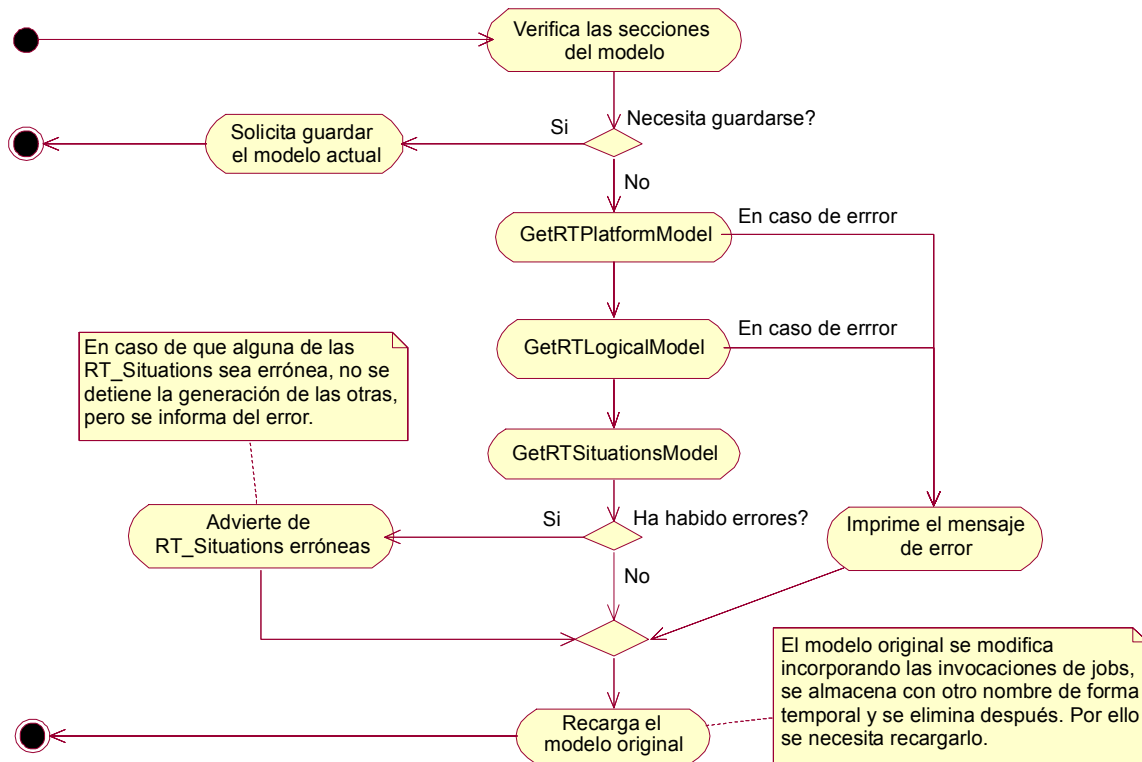 Verifica las secciones
del modelo
Necesita guardarse?
Si
Solicita guardar
el modelo actual
No
En caso de errror
GetRTPlatformModel
En caso de errror
GetRTLogicalModel
En caso de que alguna de las
RT_Situations sea errónea, no se
detiene la generación de las otras,
pero se informa del error.
GetRTSituationsModel
Si
Ha habido errores?
Advierte de
RT_Situations erróneas
Imprime el mensaje
de error
No
El modelo original se modifica
incorporando las invocaciones de jobs,
se almacena con otro nombre de forma
temporal y se elimina después. Por ello
se necesita recargarlo.
Recarga el
modelo original